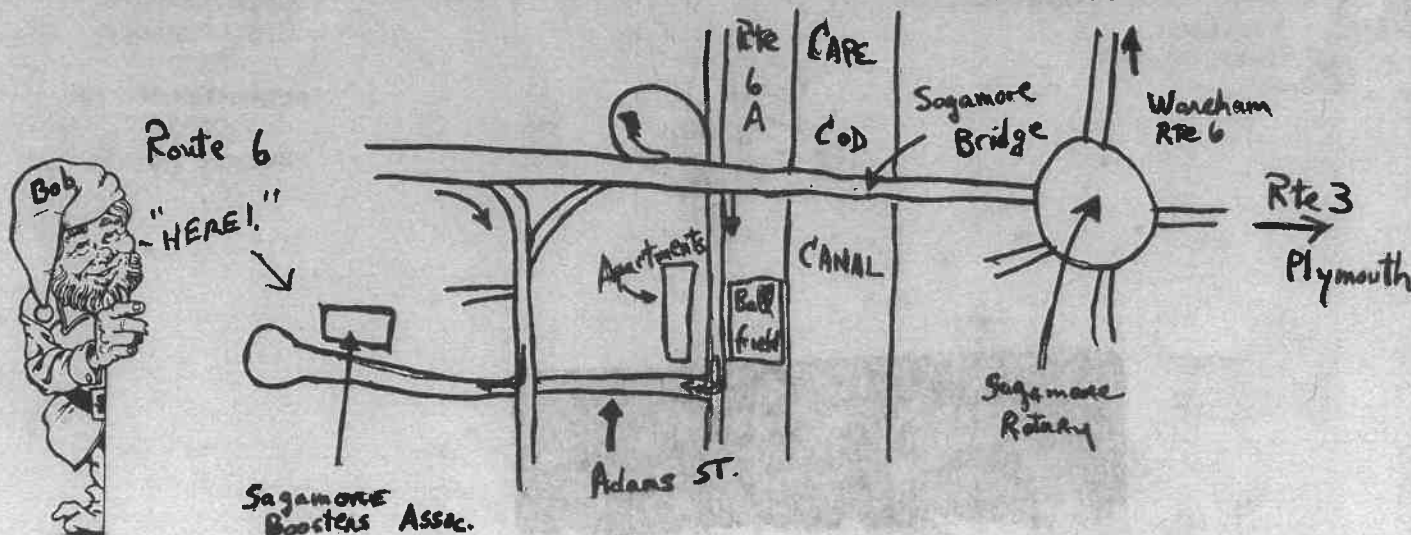 Rte
6
A
CAPE
COD
CANAL
Sagamore
Bridge
Wareham
RTE 6
Rte 3
Plymouth
Route 6
Bob
"HERE!"
Apartments
Ball
field
Sagamore
Rotary
Adams ST.
Sagamore
Boosters Assoc.